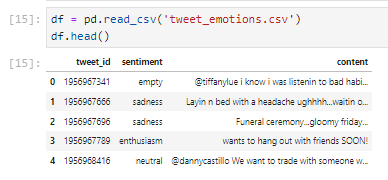 [15]: df = pd.read_csv('tweet_emotions.csv')
df.head()
[15]: tweet_id sentiment content
0 1956967341 empty @tiffanylue i know i was listenin to bad habi...
1 1956967666 sadness Layin n bed with a headache ughhhh...waitin o...
2 1956967696 sadness Funeral ceremony...gloomy friday...
3 1956967789 enthusiasm wants to hang out with friends SOON!
4 1956968416 neutral @dannycastillo We want to trade with someone w...